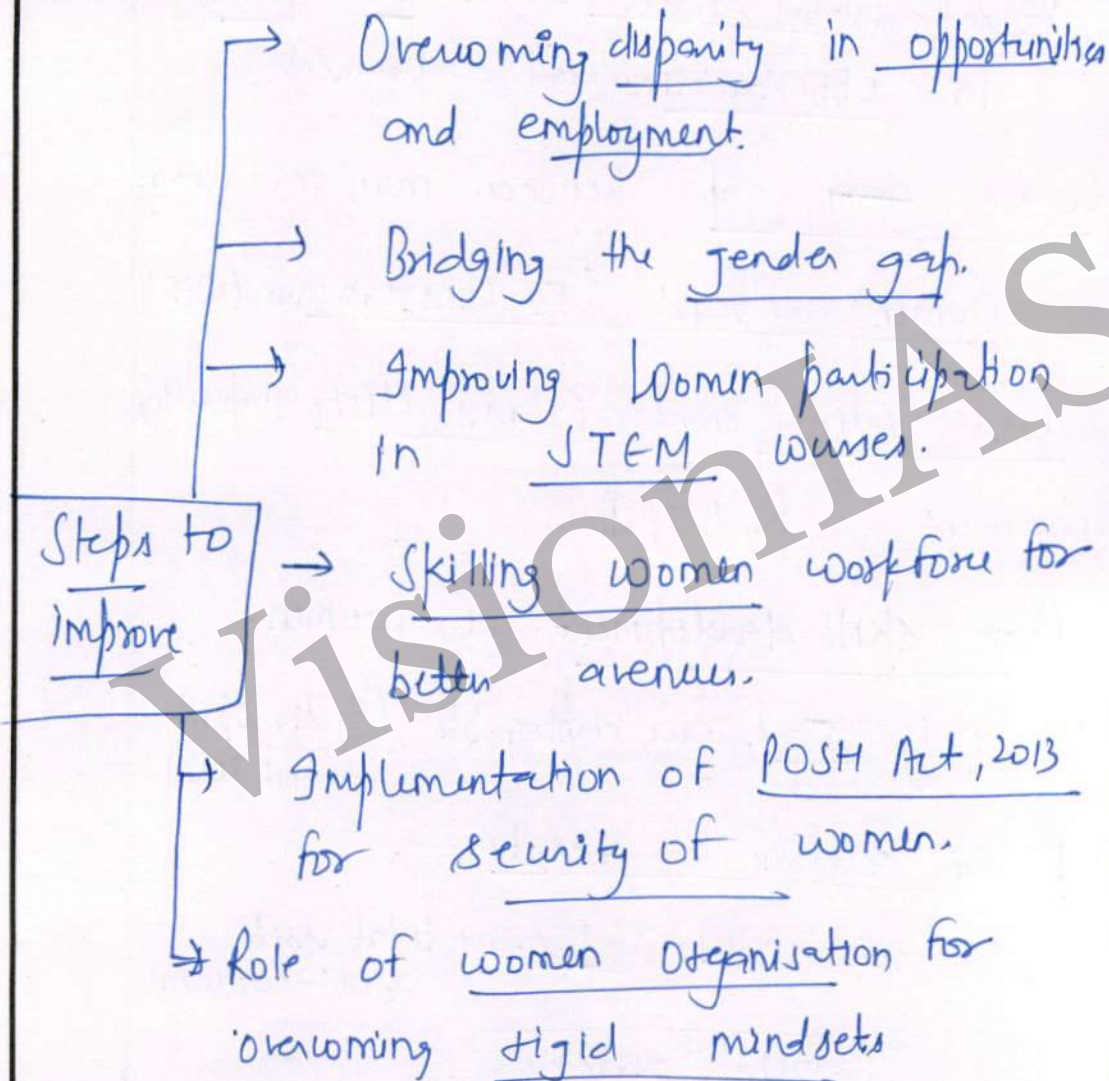 Overcoming disparity in opportunities
and employment.
Bridging the gender gap.
Improving Women participation
in STEM courses.
Steps to
improve
Skilling women workforce for
better avenues.
Implementation of POSH Act, 2013
for security of women.
Role of women Organisation for
overcoming rigid mindsets
VisionIAS